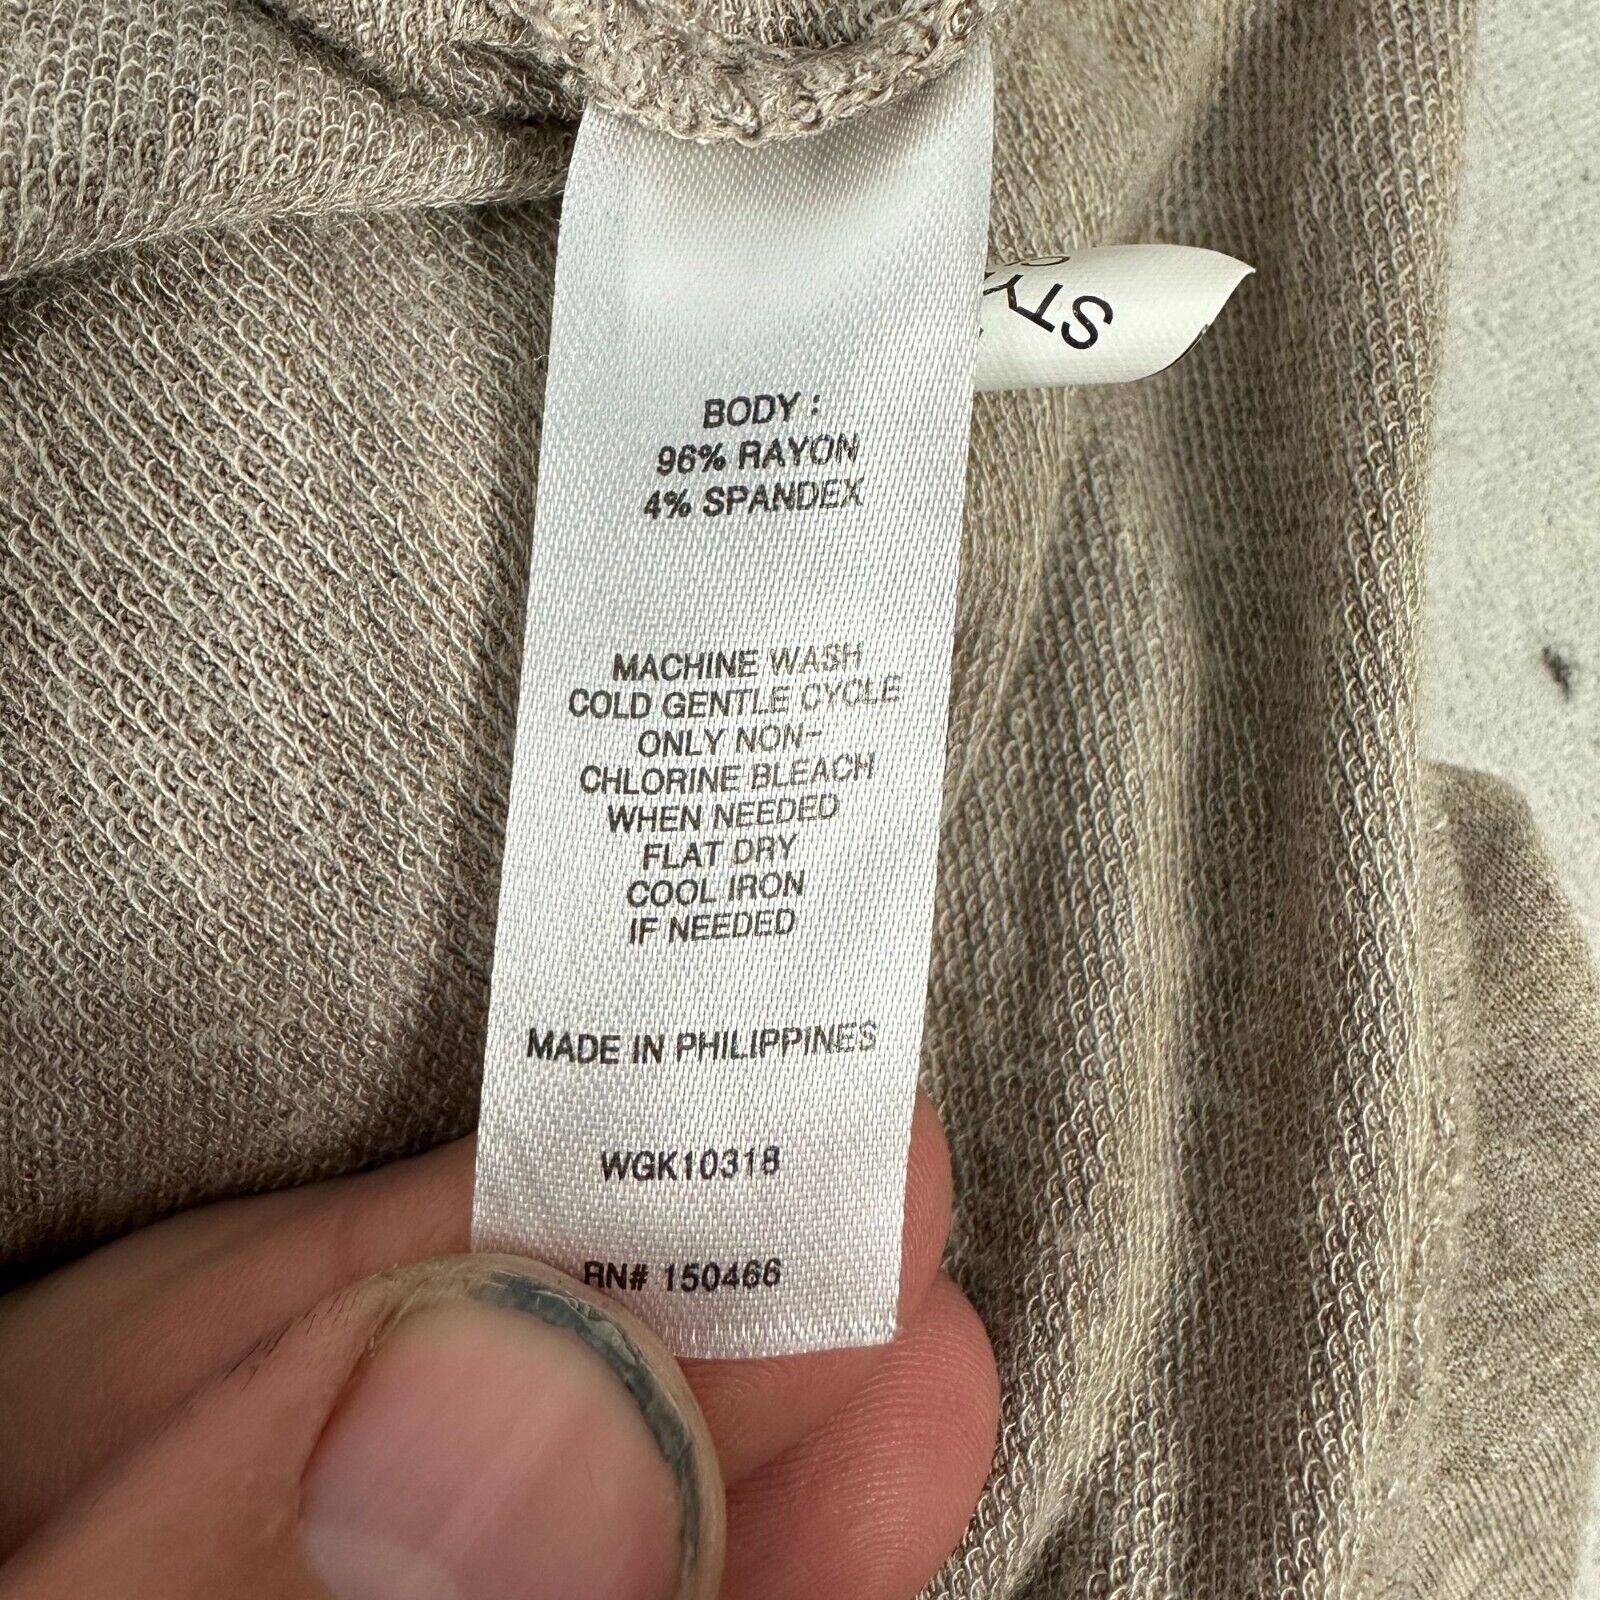 BODY :
96% RAYON
4% SPANDEX
MACHINE WASH
COLD GENTLE CYCLE
ONLY NON-
CHLORINE BLEACH
WHEN NEEDED
FLAT DRY
COOL IRON
IF NEEDED
MADE IN PHILIPPINES
WGK10318
RN# 150466
STY